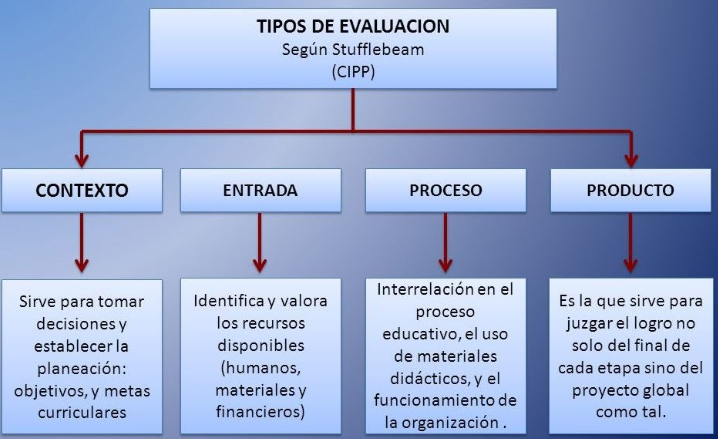 TIPOS DE EVALUACION
Según Stufflebeam
(CIPP)
CONTEXTO
ENTRADA
PROCESO
PRODUCTO
Sirve para tomar
decisiones y
establecer la
planeación:
objetivos, y metas
curriculares
Identifica y valora
los recursos
disponibles
(humanos,
materiales y
financieros)
Interrelación en el
proceso
educativo, el uso
de materiales
didácticos, y el
funcionamiento de
la organización .
Es la que sirve para
juzgar el logro no
solo del final de
cada etapa sino del
proyecto global
como tal.